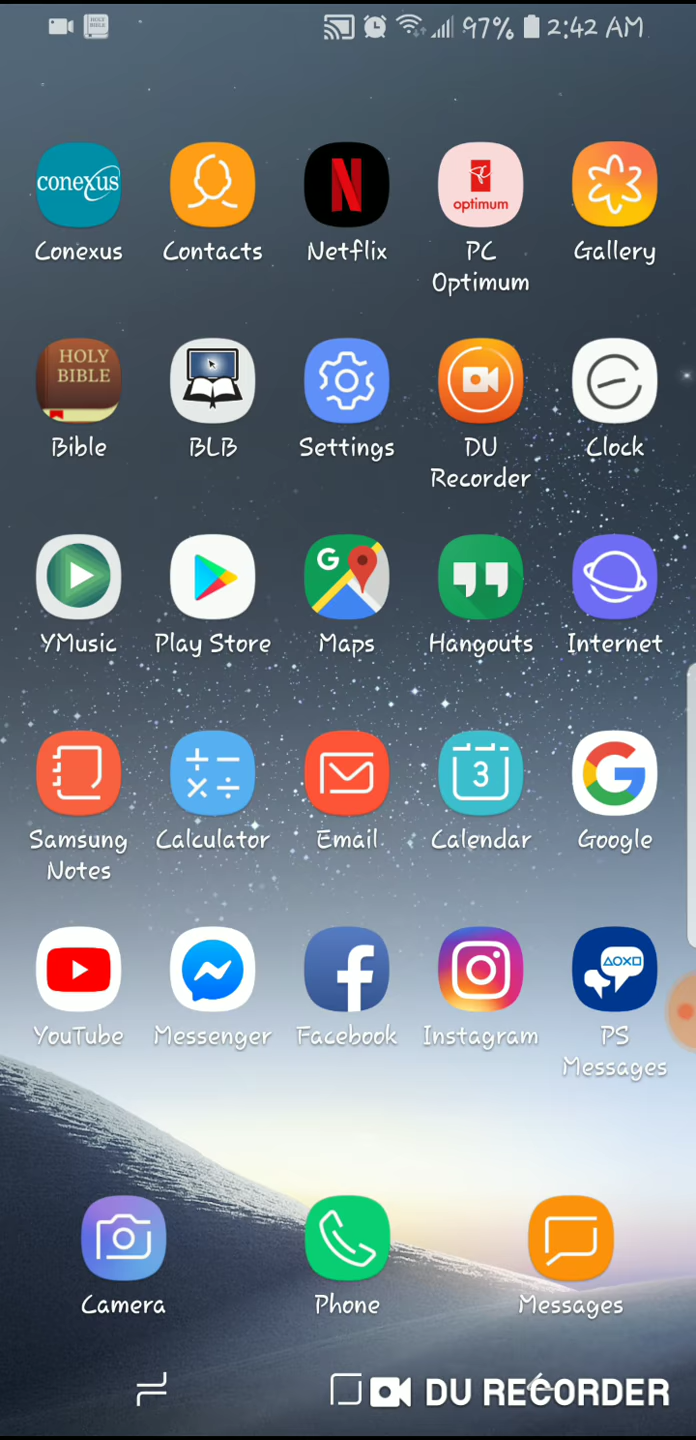 97% 2:42 AM
conexus
optimum
Conexus Contacts Netflix PC Optimum Gallery
HOLY BIBLE
Bible BLB Settings DU Recorder Clock
G
YMusic Play Store Maps Hangouts Internet
3
Samsung Notes Calculator Email Calendar Google
YouTube Messenger Facebook Instagram PS Messages
Camera Phone Messages
DU RECORDER